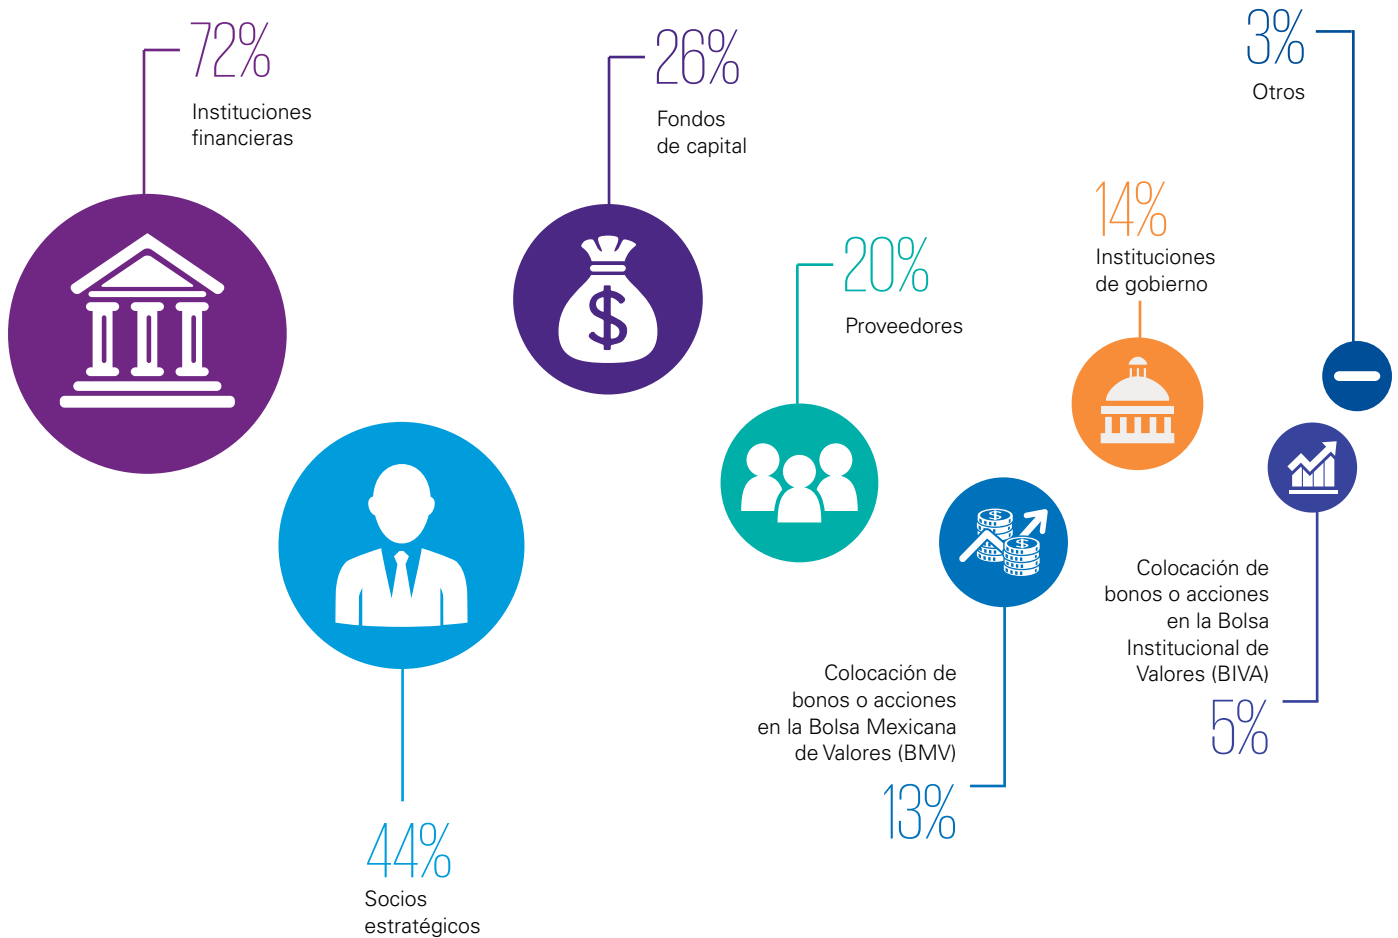 72%
Instituciones
financieras
44%
Socios
estratégicos
26%
Fondos
de capital
20%
Proveedores
Colocación de
bonos o acciones
en la Bolsa Mexicana
de Valores (BMV)
13%
14%
Instituciones
de gobierno
Colocación de
bonos o acciones
en la Bolsa
Institucional de
Valores (BIVA)
5%
3%
Otros